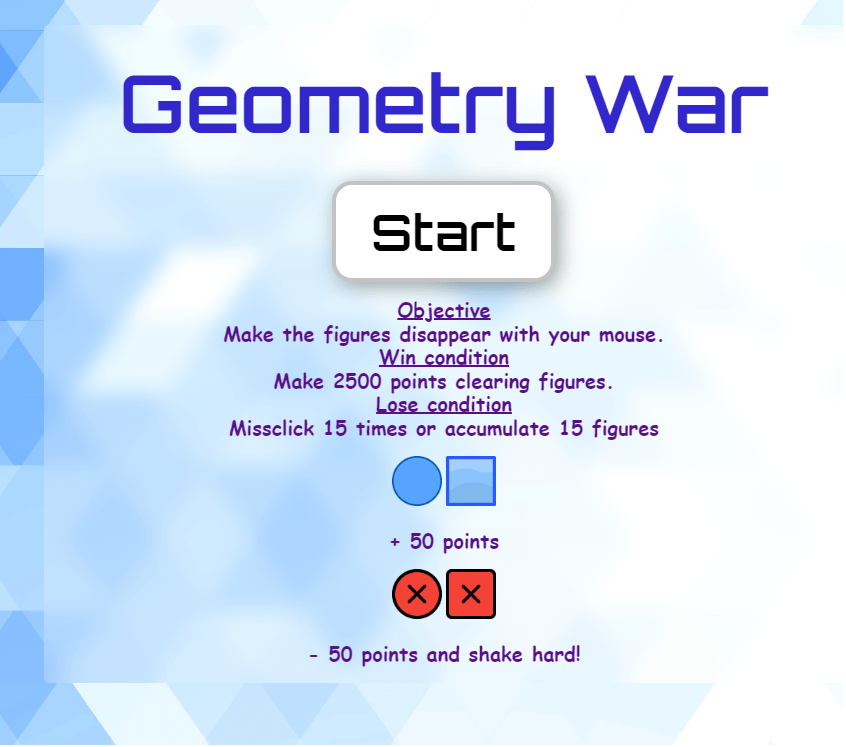 Geometry War
Start
Objective
Make the figures disappear with your mouse.
Win condition
Make 2500 points clearing figures.
Lose condition
Missclick 15 times or accumulate 15 figures
+ 50 points
- 50 points and shake hard!